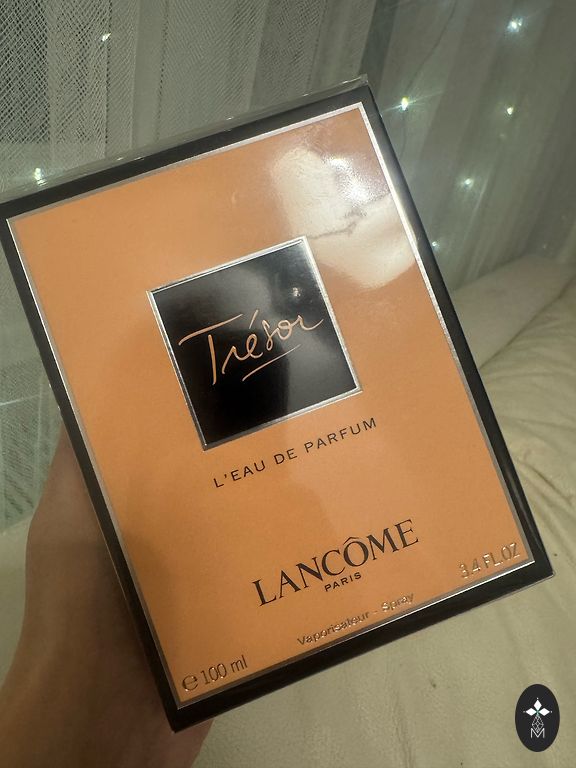 Trésor
L'EAU DE PARFUM
LANCÔME
PARIS
Vaporisateur - Spray
℮ 100 ml
3.4 FL.OZ
M